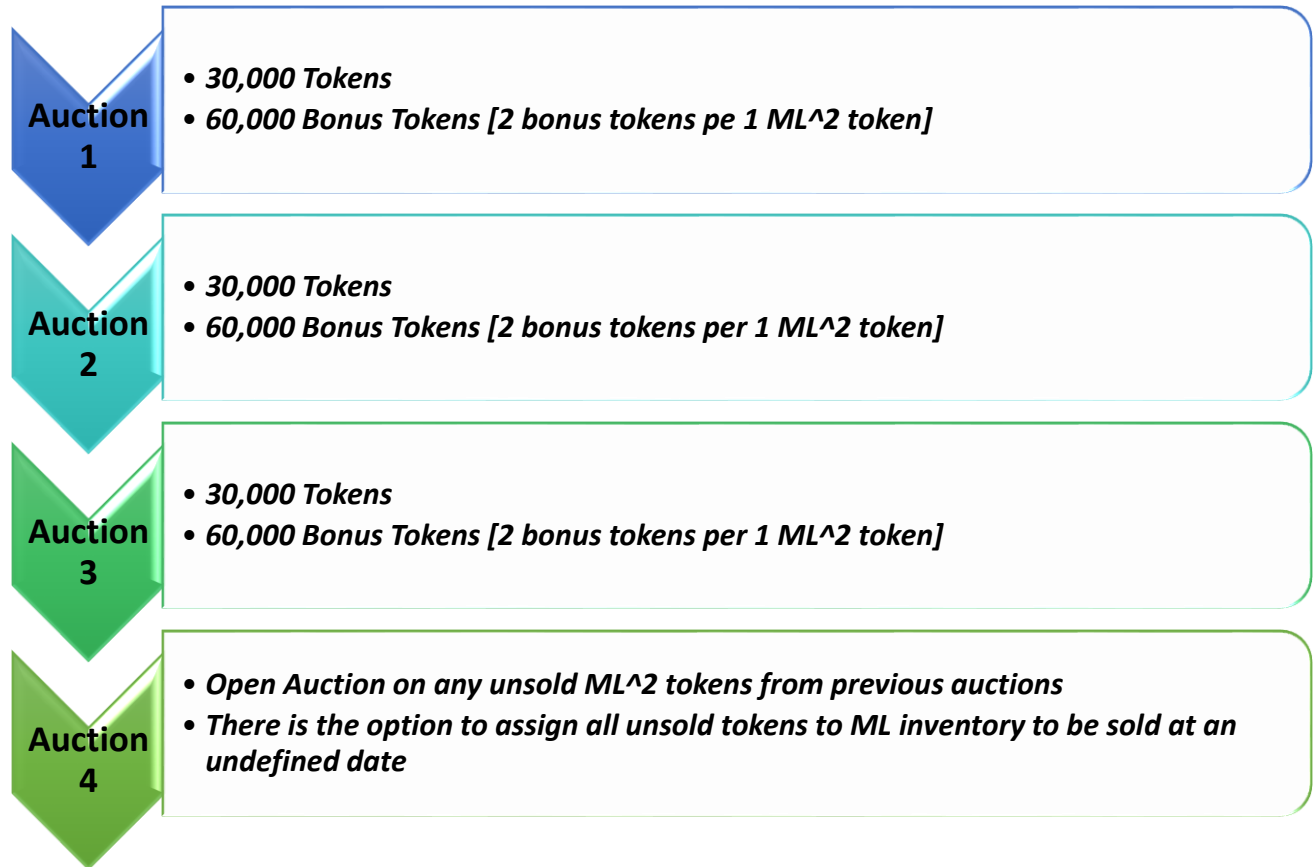 Auction
1
• 30,000 Tokens
• 60,000 Bonus Tokens [2 bonus tokens pe 1 ML^2 token]
Auction
2
• 30,000 Tokens
• 60,000 Bonus Tokens [2 bonus tokens per 1 ML^2 token]
Auction
3
• 30,000 Tokens
• 60,000 Bonus Tokens [2 bonus tokens per 1 ML^2 token]
Auction
4
• Open Auction on any unsold ML^2 tokens from previous auctions
• There is the option to assign all unsold tokens to ML inventory to be sold at an
undefined date